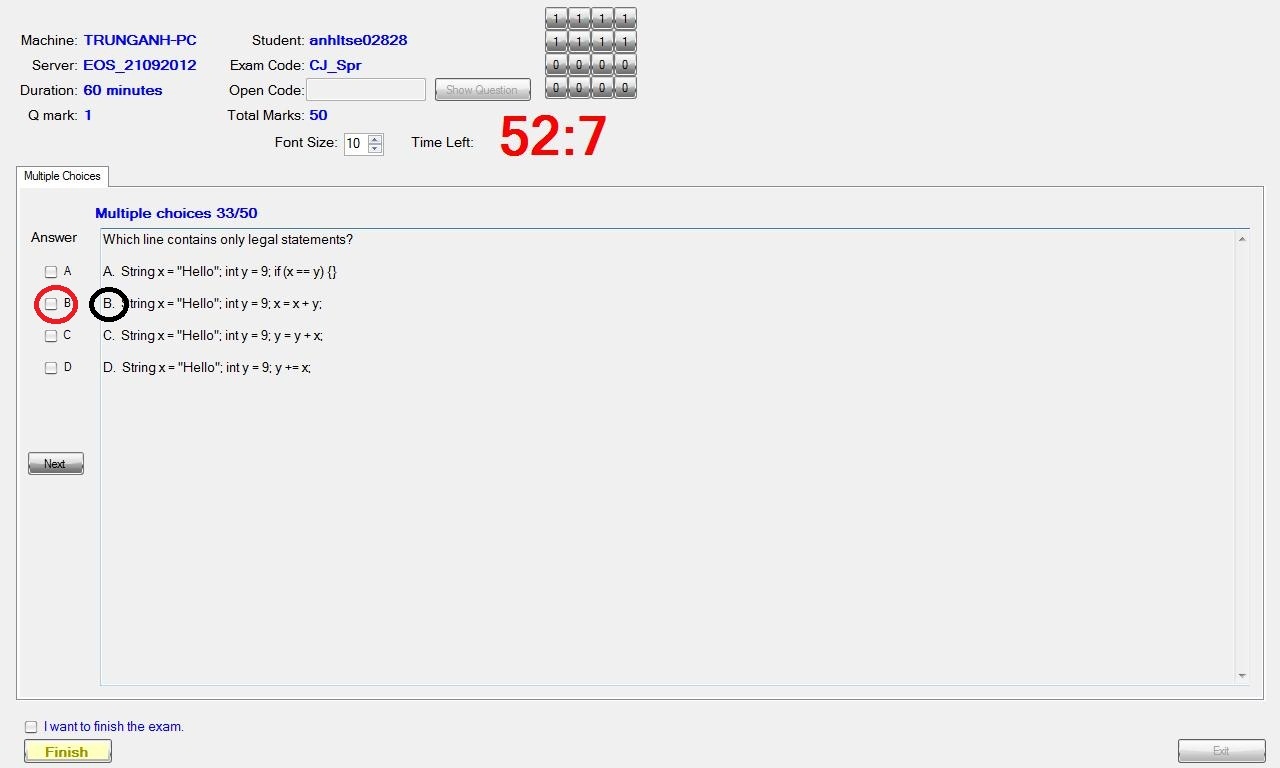 1 1 1 1
Machine: TRUNGANH-PC Student: anhltse02828 1 1 1 1
Server: EOS_21092012 Exam Code: CJ_Spr 0 0 0 0
Duration: 60 minutes Open Code: Show Question 0 0 0 0
Q mark: 1 Total Marks: 50
Font Size: 10 Time Left: 52:7
Multiple Choices
Multiple choices 33/50
Answer Which line contains only legal statements?
A A. String x = "Hello"; int y = 9; if (x == y) {}
B B. String x = "Hello"; int y = 9; x = x + y;
C C. String x = "Hello"; int y = 9; y = y + x;
D D. String x = "Hello"; int y = 9; y += x;
Next
I want to finish the exam.
Finish Exit